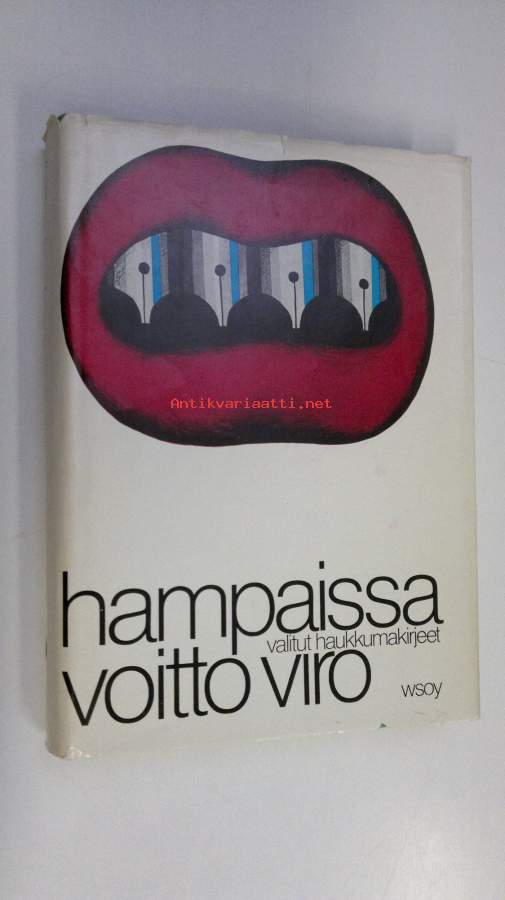 Antikvariaatti.net
hampaissa
valitut haukkumakirjeet
voitto viro
wsoy